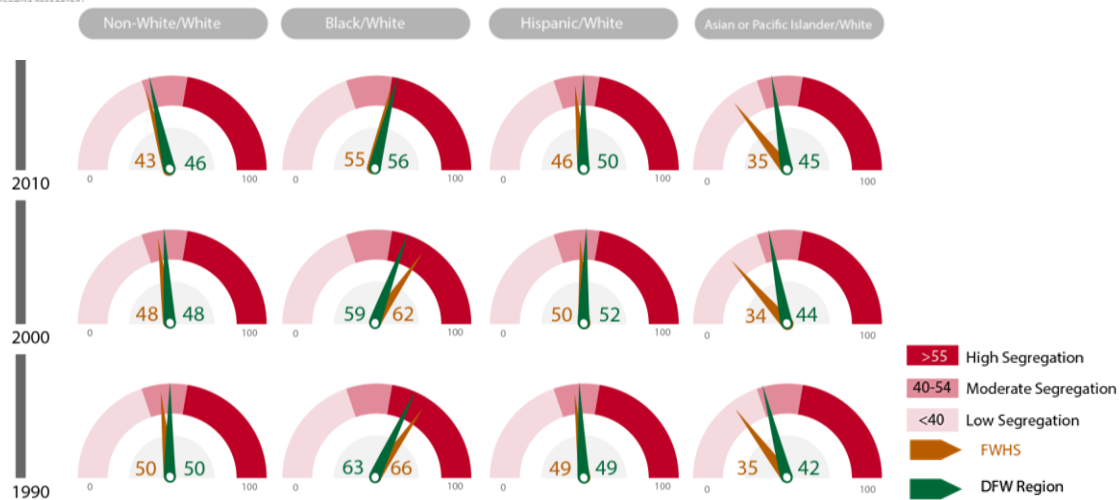 Non-White/White Black/White Hispanic/White Asian or Pacific Islander/White
43 46 55 56 46 50 35 45
0 100 0 100 0 100 0 100
2010
48 48 59 62 50 52 34 44
0 100 0 100 0 100 0 100
2000
>55 High Segregation
40-54 Moderate Segregation
<40 Low Segregation
50 50 63 66 49 49 35 42
FWHS
0 100 0 100 0 100 0 100
DFW Region
1990